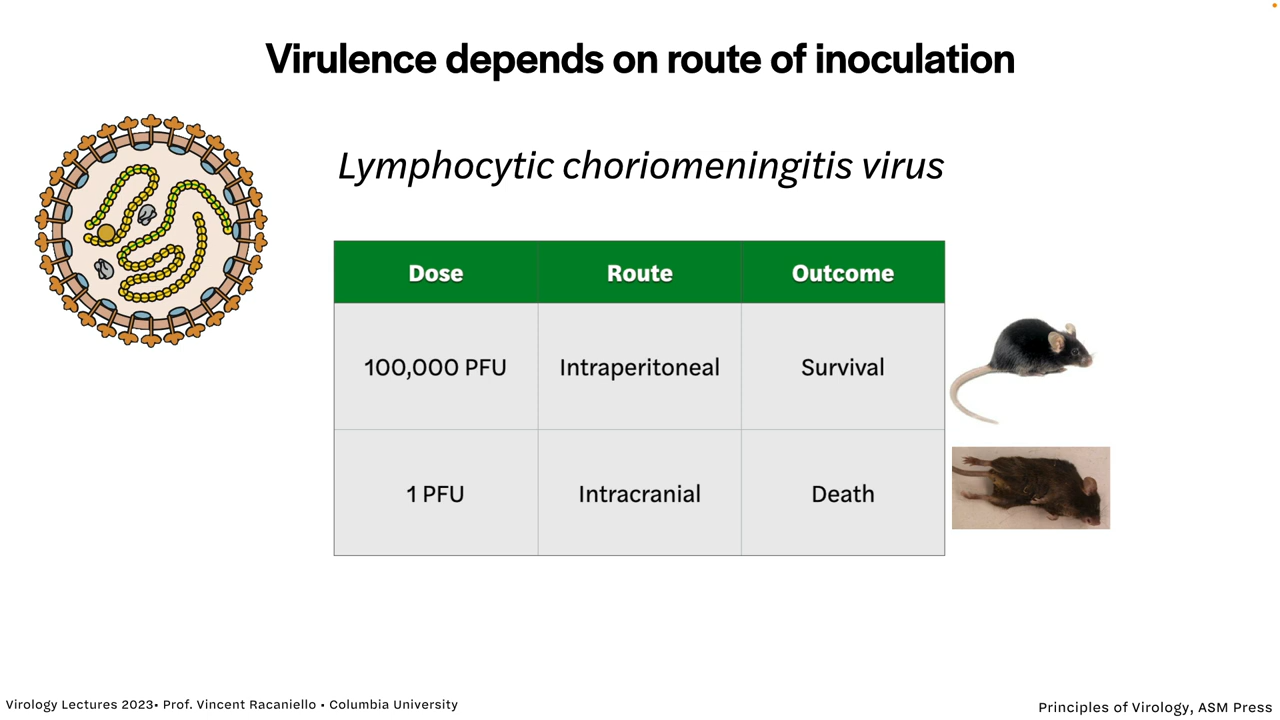 Virulence depends on route of inoculation
Lymphocytic choriomeningitis virus
Dose Route Outcome
100,000 PFU Intraperitoneal Survival
1 PFU Intracranial Death
Virology Lectures 2023• Prof. Vincent Racaniello • Columbia University
Principles of Virology, ASM Press